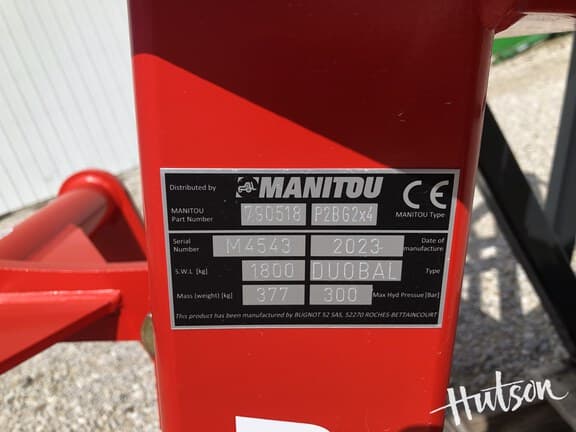 Distributed by MANITOU CE
MANITOU Part Number 790518 P2BG2x4 MANITOU Type
Serial Number M4543 2023 Date of manufacture
S.W.L [kg] 1800 DUOBAL Type
Mass (weight) [kg] 377 300 Max Hyd Pressue [Bar]
This product has been manufactured by BUGNOT 52 SAS, 52270 ROCHES-BETTAINCOURT
Hutson